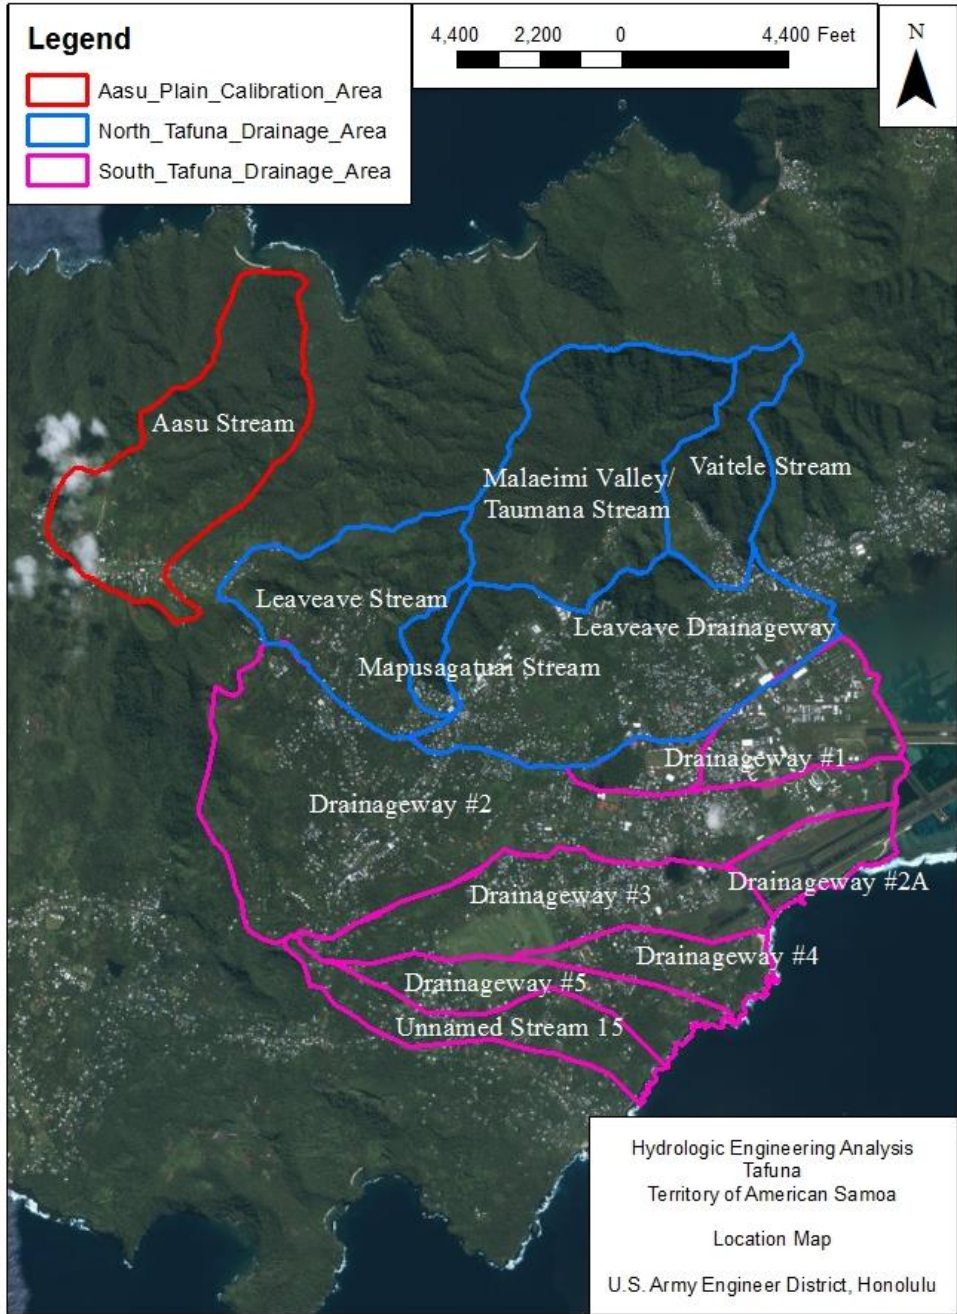 Legend
Aasu_Plain_Calibration_Area
North_Tafuna_Drainage_Area
South_Tafuna_Drainage_Area
4,400 2,200 0 4,400 Feet
N
Aasu Stream
Malaeimi Valley/
Taumana Stream
Vaitele Stream
Leaveave Stream
Leaveave Drainageway
Mapusagatuai Stream
Drainageway #1
Drainageway #2
Drainageway #2A
Drainageway #3
Drainageway #4
Drainageway #5
Unnamed Stream 15
Hydrologic Engineering Analysis
Tafuna
Territory of American Samoa
Location Map
U.S. Army Engineer District, Honolulu